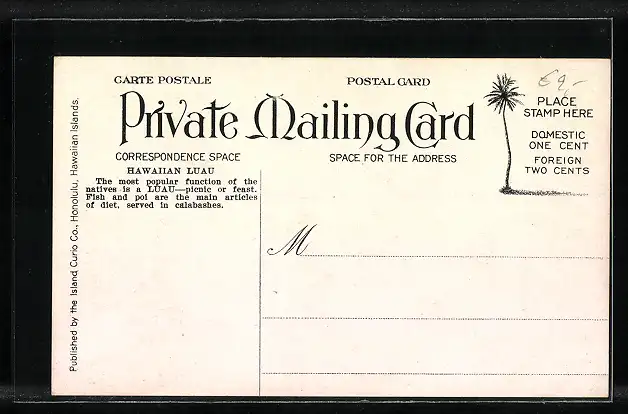 CARTE POSTALE
POSTAL CARD
Private Mailing Card
CORRESPONDENCE SPACE
SPACE FOR THE ADDRESS
69,-
PLACE
STAMP HERE
DOMESTIC
ONE CENT
FOREIGN
TWO CENTS
HAWAIIAN LUAU
The most popular function of the
natives is a LUAU—picnic or feast.
Fish and poi are the main articles
of diet, served in calabashes.
M
Published by the Island Curio Co., Honolulu, Hawaiian Islands.